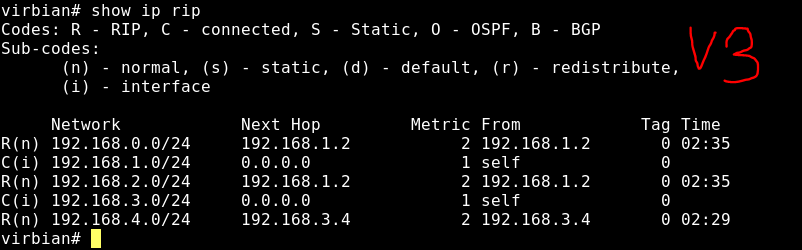 virbian# show ip rip
Codes: R - RIP, C - connected, S - Static, O - OSPF, B - BGP
Sub-codes:
      (n) - normal, (s) - static, (d) - default, (r) - redistribute,
      (i) - interface
V3
     Network            Next Hop         Metric From            Tag Time
R(n) 192.168.0.0/24     192.168.1.2           2 192.168.1.2       0 02:35
C(i) 192.168.1.0/24     0.0.0.0               1 self              0
R(n) 192.168.2.0/24     192.168.1.2           2 192.168.1.2       0 02:35
C(i) 192.168.3.0/24     0.0.0.0               1 self              0
R(n) 192.168.4.0/24     192.168.3.4           2 192.168.3.4       0 02:29
virbian#